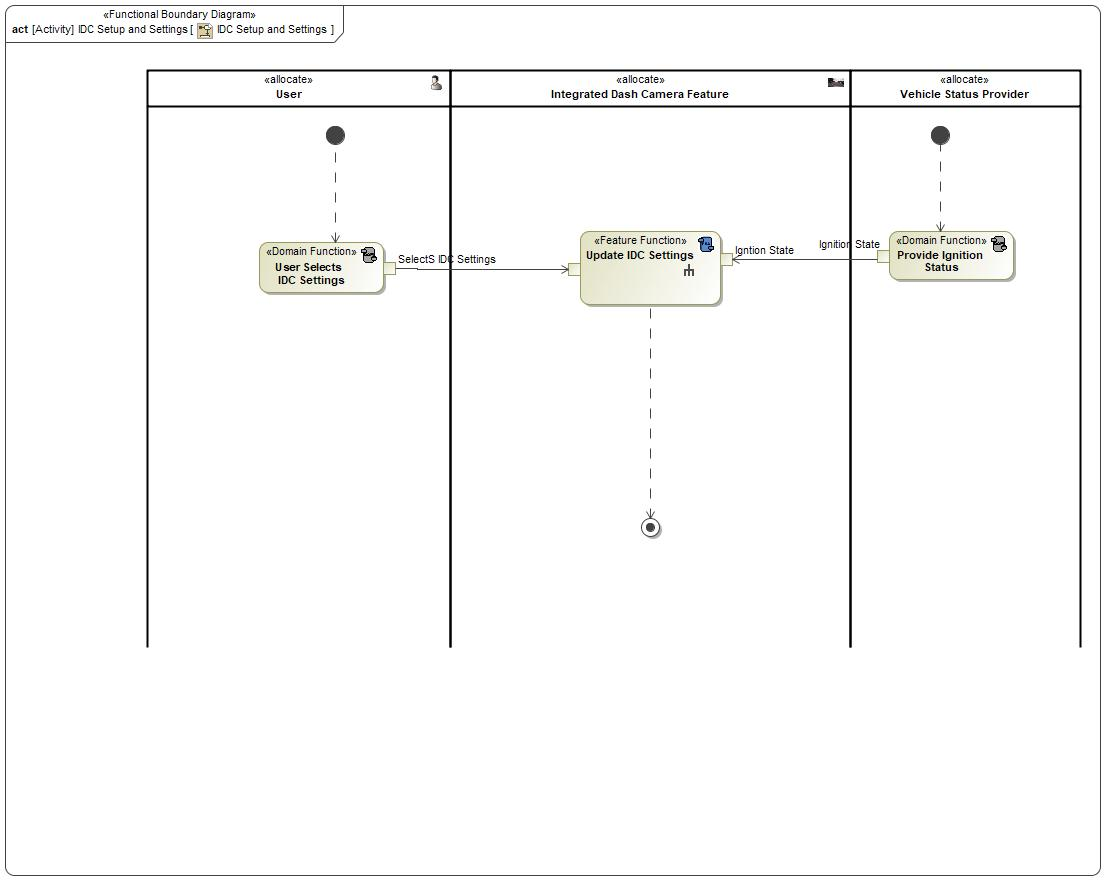 «Functional Boundary Diagram»
act [Activity] IDC Setup and Settings [ IDC Setup and Settings ]
«allocate»
User
«allocate»
Integrated Dash Camera Feature
«allocate»
Vehicle Status Provider
«Domain Function»
User Selects
IDC Settings
SelectS IDC Settings
«Feature Function»
Update IDC Settings
Igntion State
Ignition State
«Domain Function»
Provide Ignition
Status